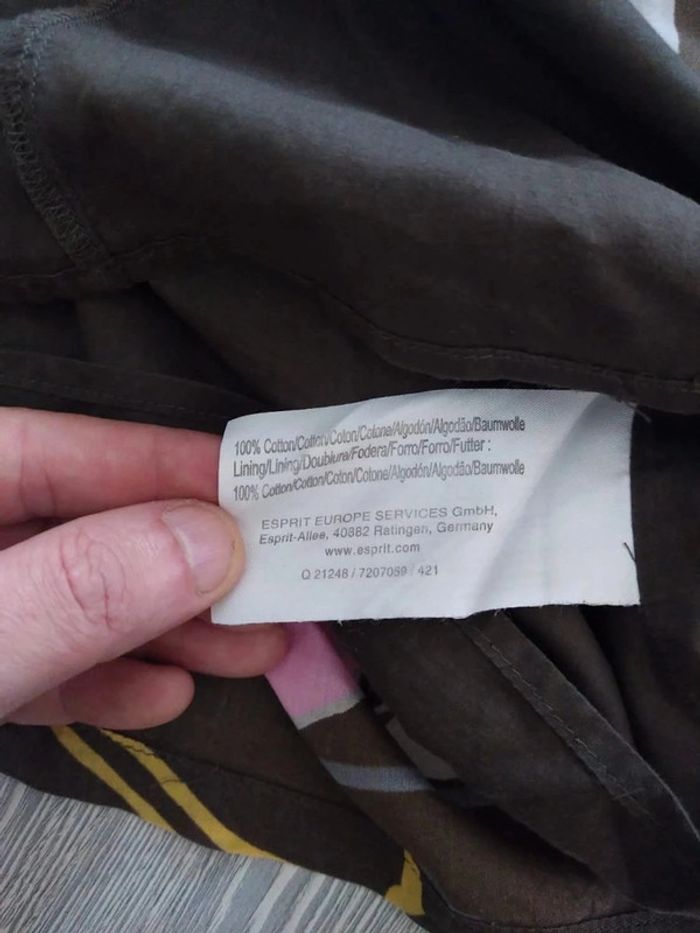 100% Cotton/Cotton/Coton/Cotone/Algodón/Algodão/Baumwolle
Lining/Lining/Doublure/Fodera/Forro/Forro/Futter :
100% Cotton/Cotton/Coton/Cotone/Algodón/Algodão/Baumwolle
ESPRIT EUROPE SERVICES GmbH,
Esprit-Allee, 40882 Ratingen, Germany
www.esprit.com
Q 21248 / 7207059 / 421